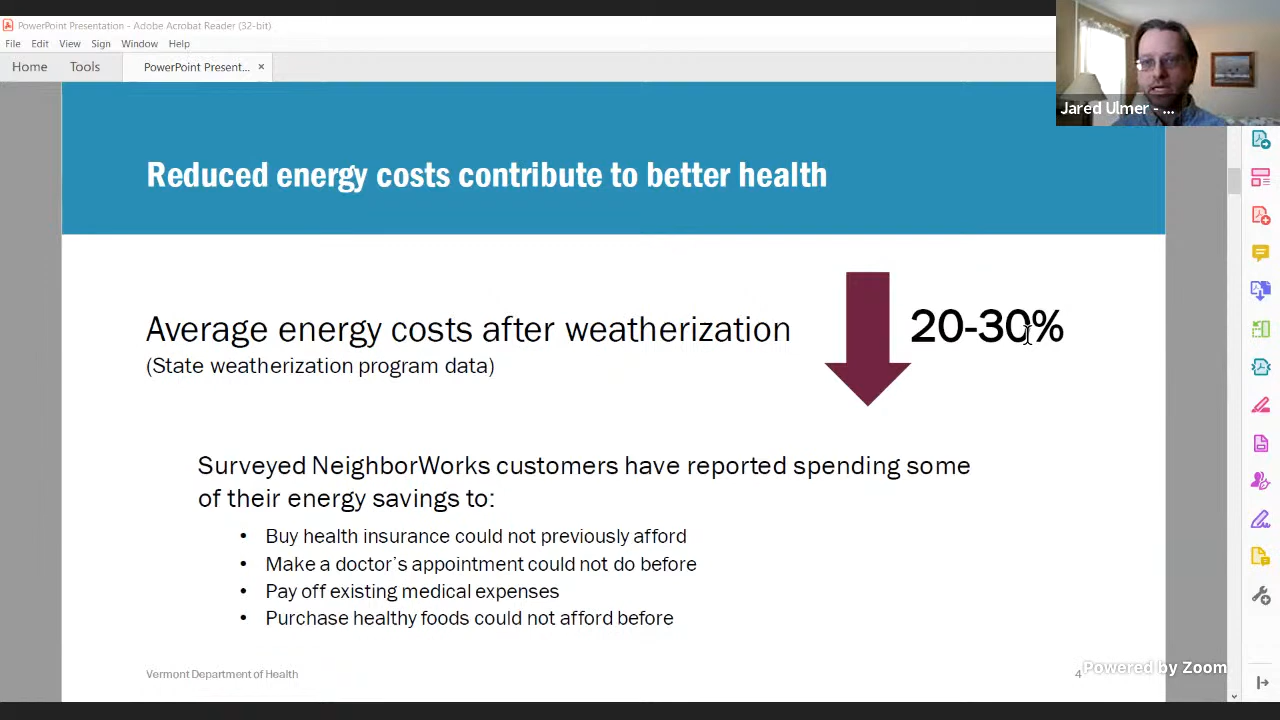 PowerPoint Presentation - Adobe Acrobat Reader (32-bit)
File Edit View Sign Window Help
Home Tools PowerPoint Present... ×
Jared Ulmer - ...
Reduced energy costs contribute to better health
Average energy costs after weatherization
20-30%
(State weatherization program data)
Surveyed NeighborWorks customers have reported spending some
of their energy savings to:
• Buy health insurance could not previously afford
• Make a doctor's appointment could not do before
• Pay off existing medical expenses
• Purchase healthy foods could not afford before
Vermont Department of Health
4
Powered by Zoom